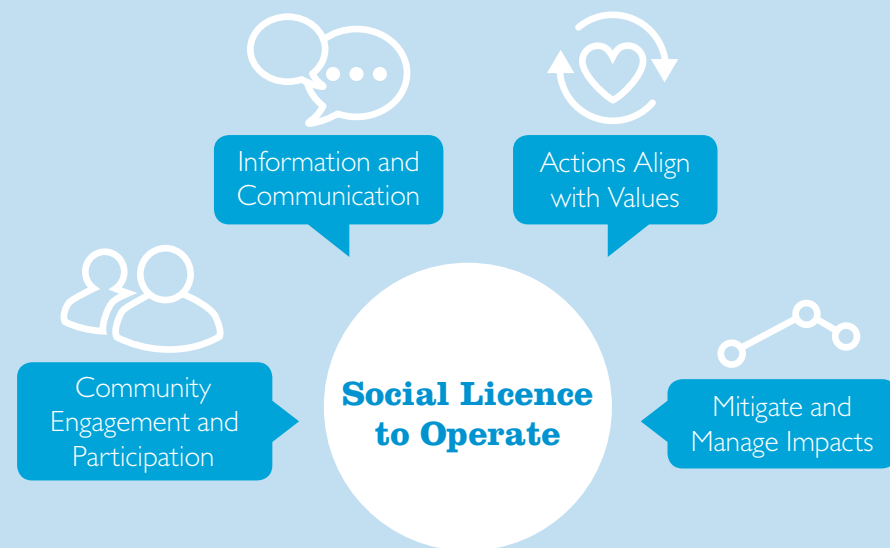 Information and
Communication
Actions Align
with Values
Community
Engagement and
Participation
Social Licence
to Operate
Mitigate and
Manage Impacts